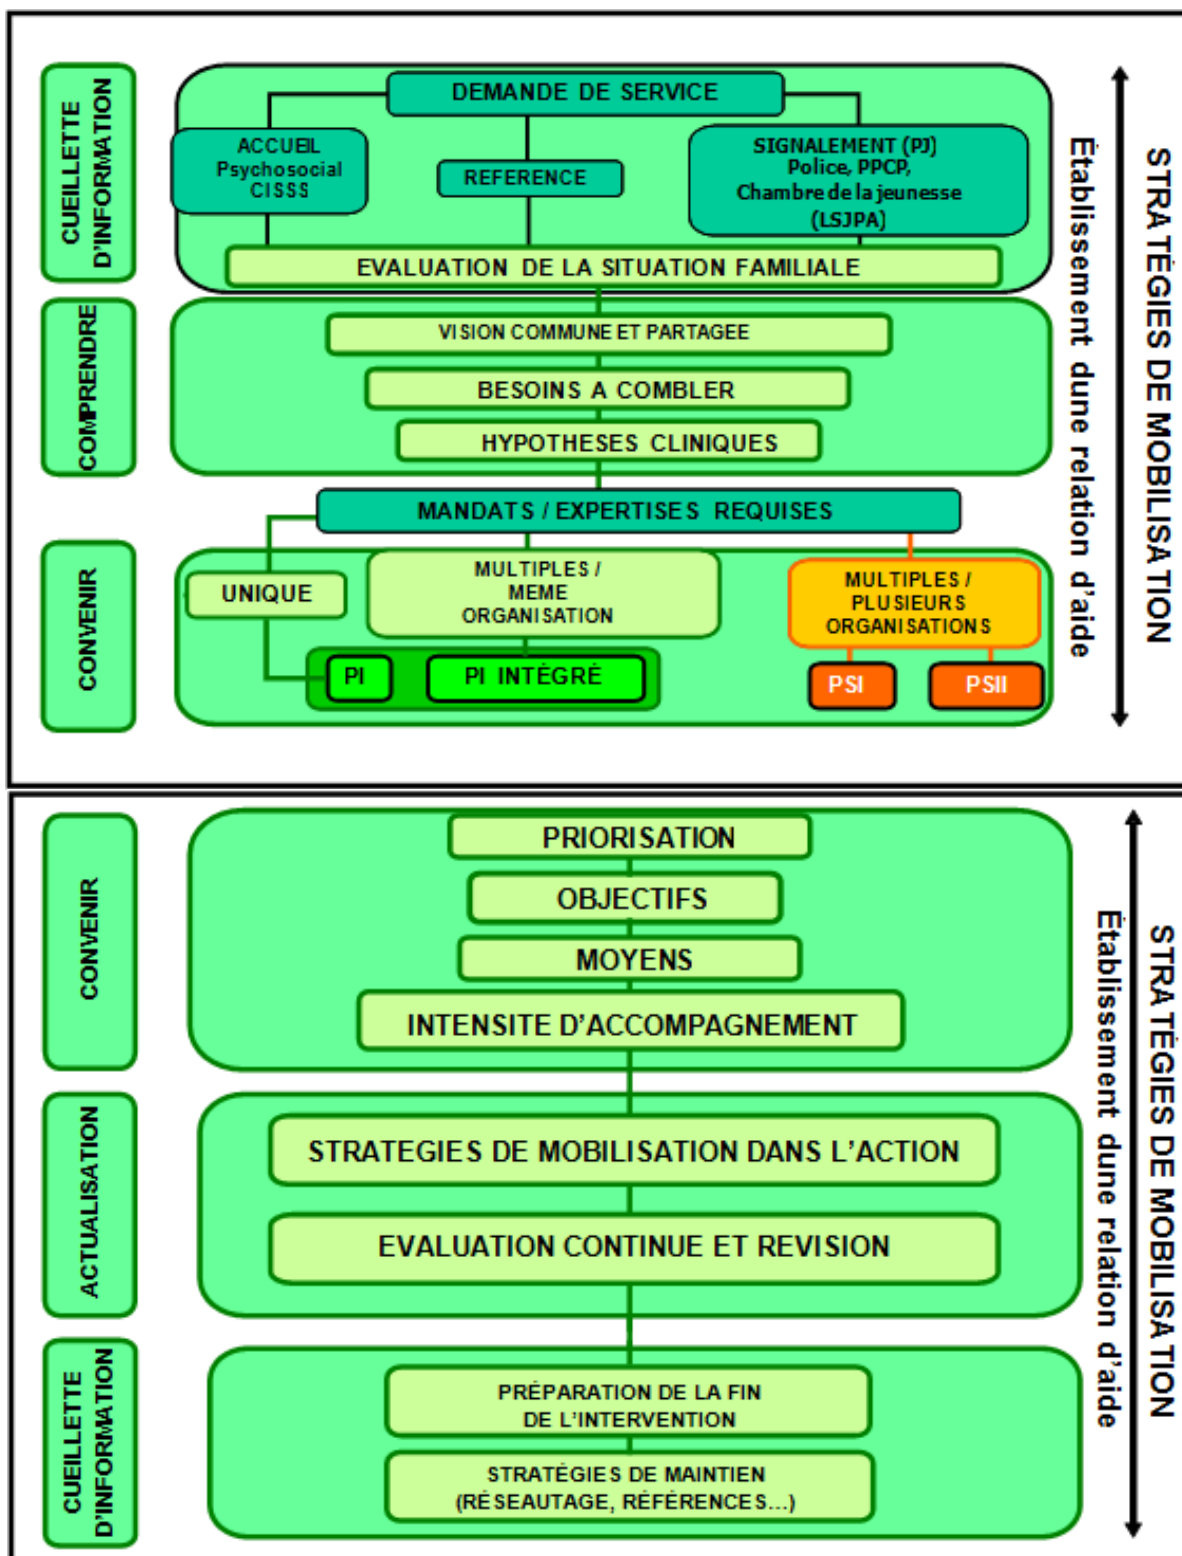 CUEILLETTE
D'INFORMATION
DEMANDE DE SERVICE
ACCUEIL
Psychosocial
CISSS
REFERENCE
SIGNALEMENT (PJ)
Police, PPCP,
Chambre de la jeunesse
(LSJPA)
EVALUATION DE LA SITUATION FAMILIALE
COMPRENDRE
VISION COMMUNE ET PARTAGEE
BESOINS A COMBLER
HYPOTHESES CLINIQUES
MANDATS / EXPERTISES REQUISES
CONVENIR
UNIQUE
MULTIPLES /
MEME
ORGANISATION
MULTIPLES /
PLUSIEURS
ORGANISATIONS
PI
PI INTÉGRÉ
PSI
PSII
Établissement dune relation d'aide
STRATÉGIES DE MOBILISATION
CONVENIR
PRIORISATION
OBJECTIFS
MOYENS
INTENSITE D'ACCOMPAGNEMENT
ACTUALISATION
STRATEGIES DE MOBILISATION DANS L'ACTION
EVALUATION CONTINUE ET REVISION
CUEILLETTE
D'INFORMATION
PRÉPARATION DE LA FIN
DE L'INTERVENTION
STRATÉGIES DE MAINTIEN
(RÉSEAUTAGE, RÉFÉRENCES...)
Établissement dune relation d'aide
STRATÉGIES DE MOBILISATION